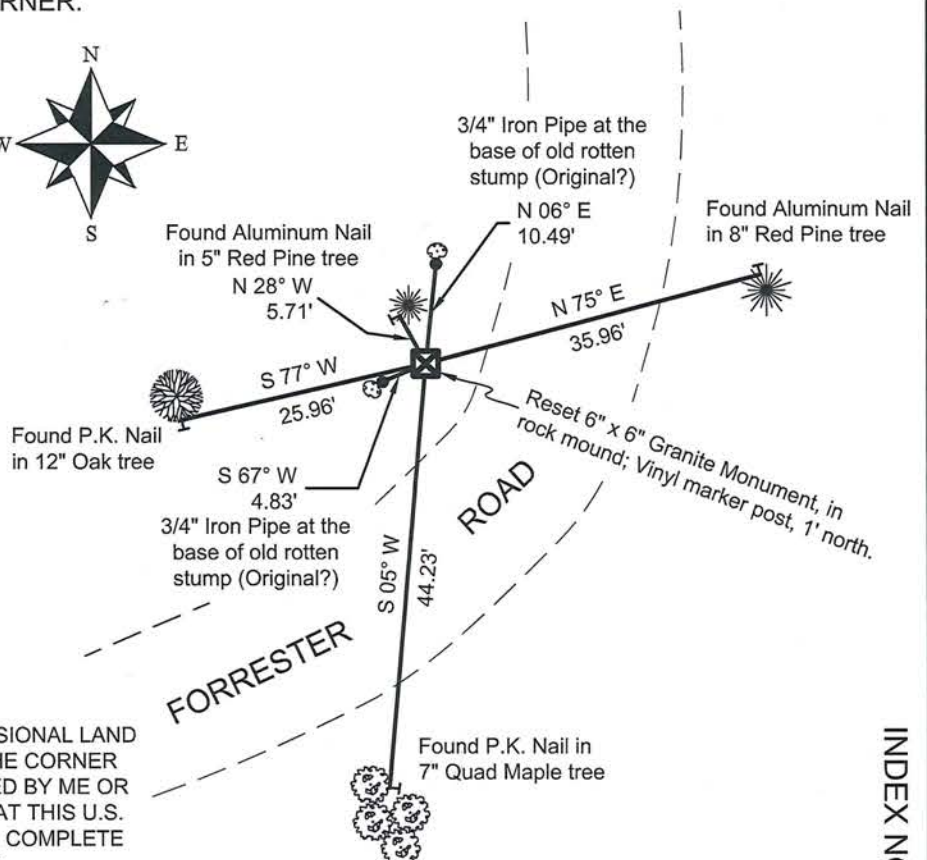 CORNER.
N
W
E
S
3/4" Iron Pipe at the
base of old rotten
stump (Original?)
N 06° E
10.49'
Found Aluminum Nail
in 8" Red Pine tree
Found Aluminum Nail
in 5" Red Pine tree
N 28° W
5.71'
N 75° E
35.96'
S 77° W
25.96'
Found P.K. Nail
in 12" Oak tree
Reset 6" x 6" Granite Monument, in
rock mound; Vinyl marker post, 1' north.
S 67° W
4.83'
3/4" Iron Pipe at the
base of old rotten
stump (Original?)
S 05° W
44.23'
FORRESTER ROAD
Found P.K. Nail in
7" Quad Maple tree
SIONAL LAND
HE CORNER
ED BY ME OR
AT THIS U.S.
COMPLETE
INDEX NO